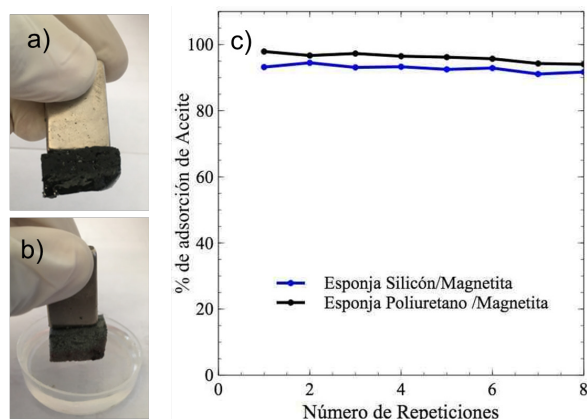 a)
b)
c)
% de adsorción de Aceite
100
80
60
40
20
0
Esponja Silicón/Magnetita
Esponja Poliuretano /Magnetita
0 2 4 6 8
Número de Repeticiones